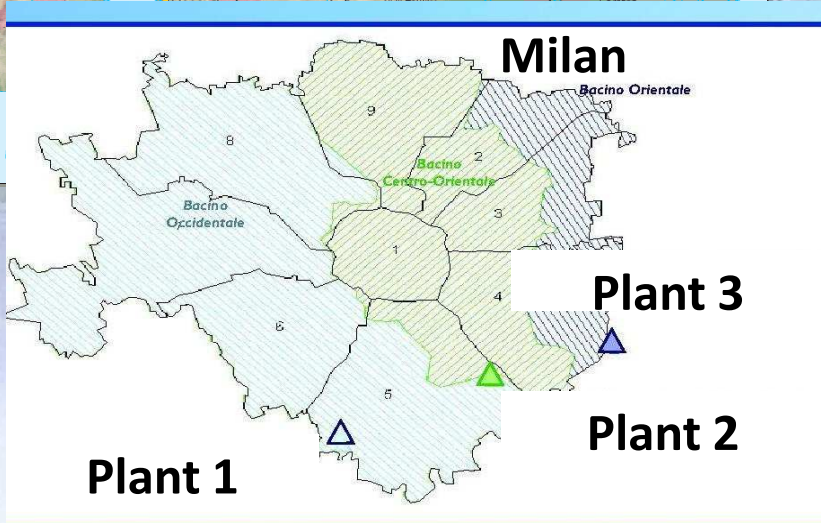 Milan
Bacino Orientale
9
8
2
Bacino
Centro-Orientale
Bacino
Occidentale
3
1
Plant 3
4
6
5
Plant 2
Plant 1